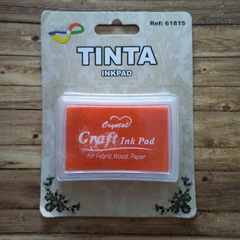 Ref: 61815
TINTA
INKPAD
Crystal
Craft Ink Pad
for Fabric, Wood, Paper